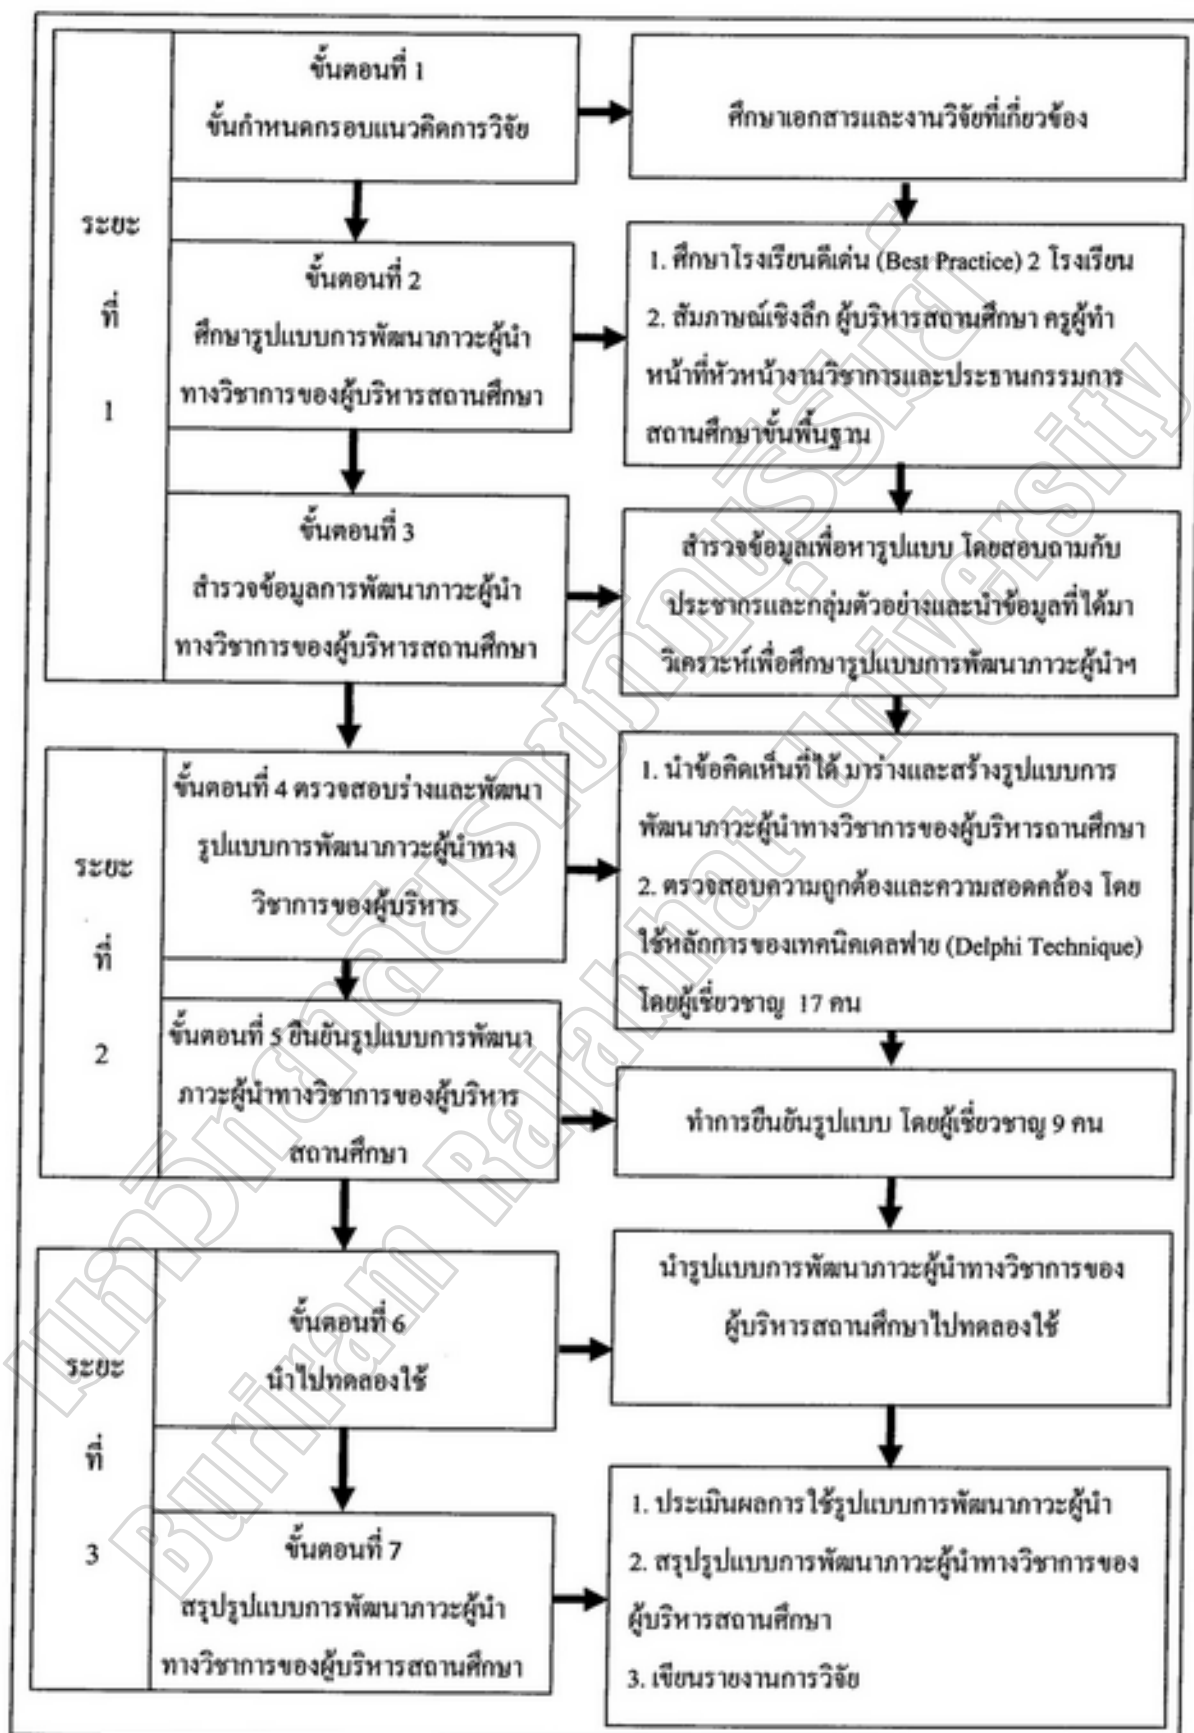 ระยะ
ที่
1
ขั้นตอนที่ 1
ขั้นกำหนดกรอบแนวคิดการวิจัย
ศึกษาเอกสารและงานวิจัยที่เกี่ยวข้อง
ขั้นตอนที่ 2
ศึกษารูปแบบการพัฒนาภาวะผู้นำ
ทางวิชาการของผู้บริหารสถานศึกษา
1. ศึกษาโรงเรียนดีเด่น (Best Practice) 2 โรงเรียน
2. สัมภาษณ์เชิงลึก ผู้บริหารสถานศึกษา ครูผู้ทำ
หน้าที่หัวหน้างานวิชาการและประธานกรรมการ
สถานศึกษาขั้นพื้นฐาน
ขั้นตอนที่ 3
สำรวจข้อมูลการพัฒนาภาวะผู้นำ
ทางวิชาการของผู้บริหารสถานศึกษา
สำรวจข้อมูลเพื่อหารูปแบบ โดยสอบถามกับ
ประชากรและกลุ่มตัวอย่างและนำข้อมูลที่ได้มา
วิเคราะห์เพื่อศึกษารูปแบบการพัฒนาภาวะผู้นำฯ
ระยะ
ที่
2
ขั้นตอนที่ 4 ตรวจสอบร่างและพัฒนา
รูปแบบการพัฒนาภาวะผู้นำทาง
วิชาการของผู้บริหาร
1. นำข้อคิดเห็นที่ได้ มาร่างและสร้างรูปแบบการ
พัฒนาภาวะผู้นำทางวิชาการของผู้บริหารถานศึกษา
2. ตรวจสอบความถูกต้องและความสอดคล้อง โดย
ใช้หลักการของเทคนิคเดลฟาย (Delphi Technique)
โดยผู้เชี่ยวชาญ 17 คน
ขั้นตอนที่ 5 ยืนยันรูปแบบการพัฒนา
ภาวะผู้นำทางวิชาการของผู้บริหาร
สถานศึกษา
ทำการยืนยันรูปแบบ โดยผู้เชี่ยวชาญ 9 คน
ระยะ
ที่
3
ขั้นตอนที่ 6
นำไปทดลองใช้
นำรูปแบบการพัฒนาภาวะผู้นำทางวิชาการของ
ผู้บริหารสถานศึกษาไปทดลองใช้
ขั้นตอนที่ 7
สรุปรูปแบบการพัฒนาภาวะผู้นำ
ทางวิชาการของผู้บริหารสถานศึกษา
1. ประเมินผลการใช้รูปแบบการพัฒนาภาวะผู้นำ
2. สรุปรูปแบบการพัฒนาภาวะผู้นำทางวิชาการของ
ผู้บริหารสถานศึกษา
3. เขียนรายงานการวิจัย
มหาวิทยาลัยราชภัฏบุรีรัมย์
Buriram Rajabhat University